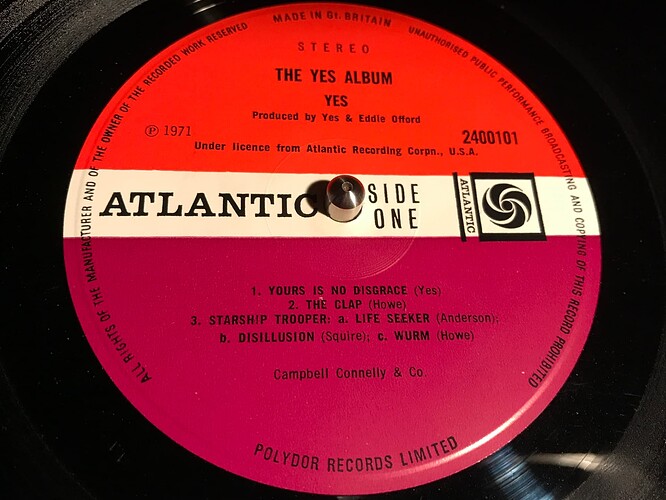 MADE IN Gt. BRITAIN
ALL RIGHTS OF THE MANUFACTURER AND OF THE OWNER OF THE RECORDED WORK RESERVED
UNAUTHORISED PUBLIC PERFORMANCE BROADCASTING AND COPYING OF THIS RECORD PROHIBITED
STEREO
THE YES ALBUM
YES
Produced by Yes & Eddie Offord
℗ 1971
2400101
Under licence from Atlantic Recording Corpn., U.S.A.
ATLANTIC
SIDE
ONE
ATLANTIC
1. YOURS IS NO DISGRACE (Yes)
2. THE CLAP (Howe)
3. STARSHIP TROOPER: a. LIFE SEEKER (Anderson);
b. DISILLUSION (Squire); c. WURM (Howe)
Campbell Connelly & Co.
POLYDOR RECORDS LIMITED